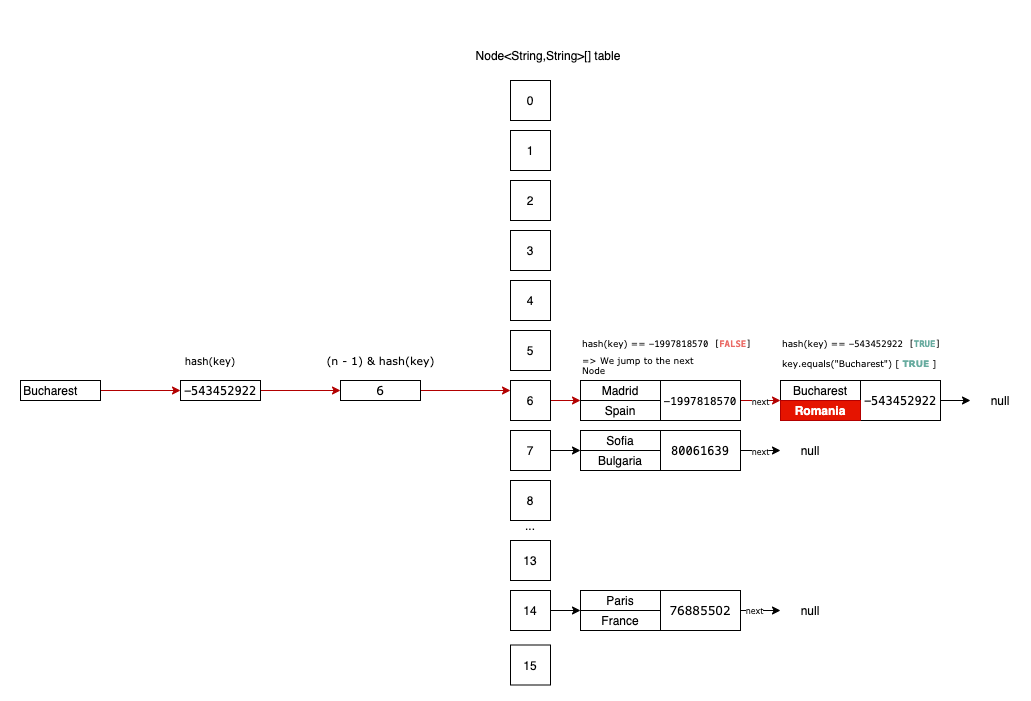 Node<String,String>[] table
0
1
2
3
4
5
hash(key) == −1997818570 [FALSE]
=> We jump to the next
Node
hash(key) == −543452922 [TRUE]
key.equals("Bucharest") [ TRUE ]
hash(key)
(n - 1) & hash(key)
Bucharest
−543452922
6
6
Madrid
Spain
−1997818570
next
Bucharest
Romania
−543452922
null
7
Sofia
Bulgaria
80061639
next
null
8
...
13
14
Paris
France
76885502
next
null
15